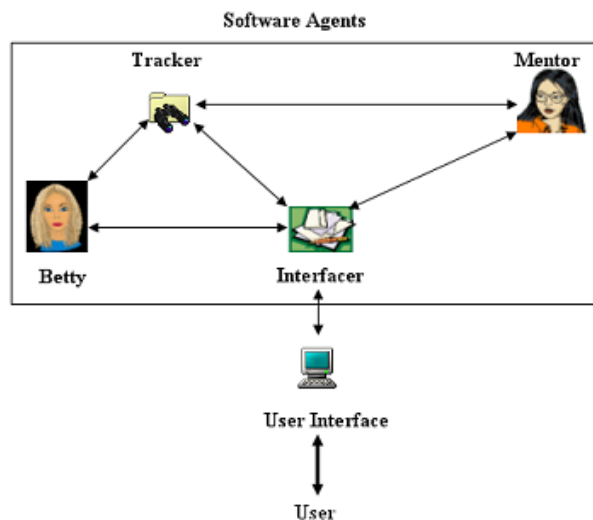 Software Agents
Tracker
Mentor
Betty
Interfacer
User Interface
User